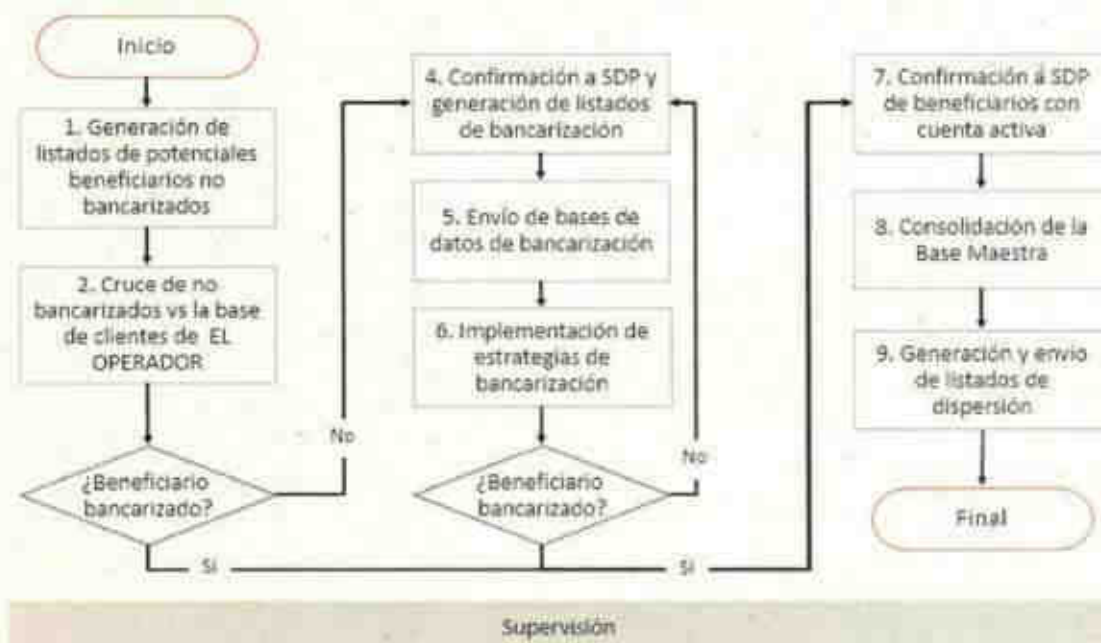 Inicio
1. Generación de
listados de potenciales
beneficiarios no
bancarizados
2. Cruce de no
bancarizados vs la base
de clientes de EL
OPERADOR
¿Beneficiario
bancarizado?
No
Si
4. Confirmación a SDP y
generación de listados
de bancarización
5. Envío de bases de
datos de bancarización
6. Implementación de
estrategias de
bancarización
¿Beneficiario
bancarizado?
No
Si
7. Confirmación a SDP
de beneficiarios con
cuenta activa
8. Consolidación de la
Base Maestra
9. Generación y envío
de listados de
dispersión
Final
Supervisión